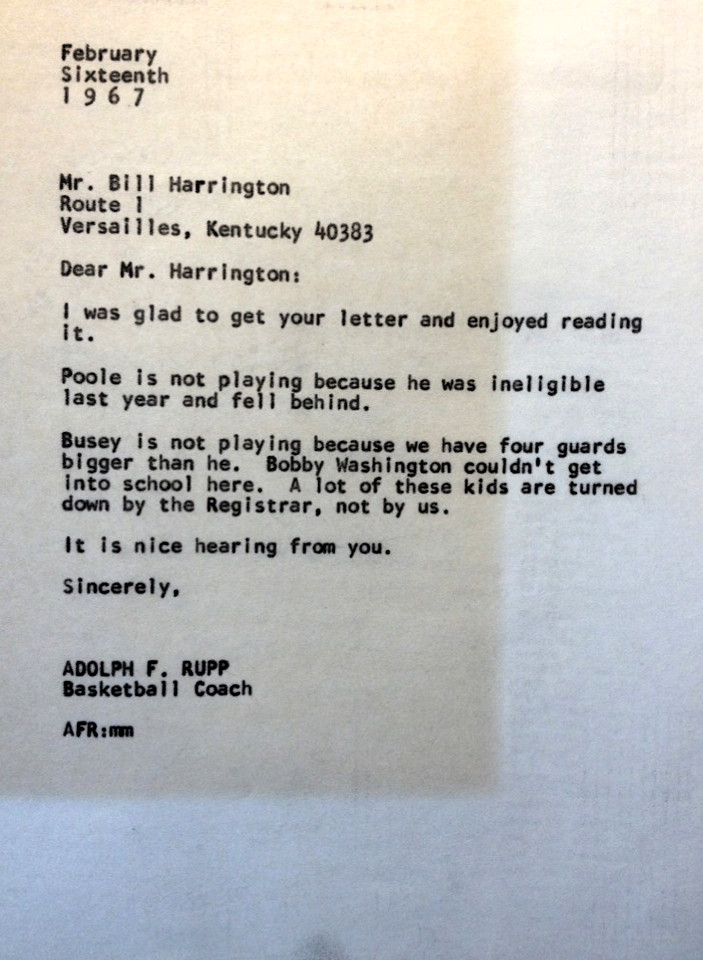 February
Sixteenth
1 9 6 7
Mr. Bill Harrington
Route 1
Versailles, Kentucky 40383
Dear Mr. Harrington:
I was glad to get your letter and enjoyed reading
it.
Poole is not playing because he was ineligible
last year and fell behind.
Busey is not playing because we have four guards
bigger than he.  Bobby Washington couldn't get
into school here.  A lot of these kids are turned
down by the Registrar, not by us.
It is nice hearing from you.
Sincerely,
ADOLPH F. RUPP
Basketball Coach
AFR:mm